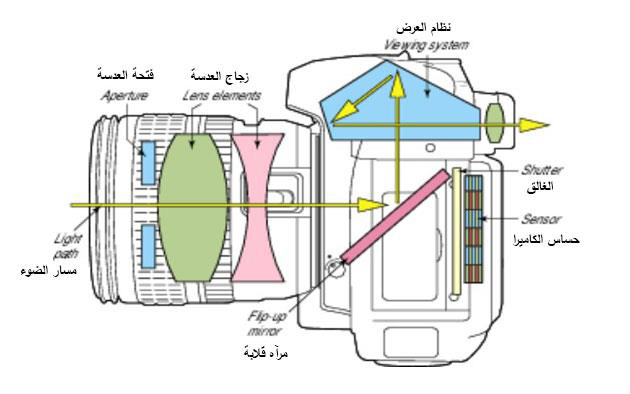 نظام العرض
Viewing system
فتحة العدسة
Aperture
زجاج العدسة
Lens elements
Shutter
الغالق
Sensor
حساس الكاميرا
Light
path
مسار الضوء
Flip-up
mirror
مرآه قلابة